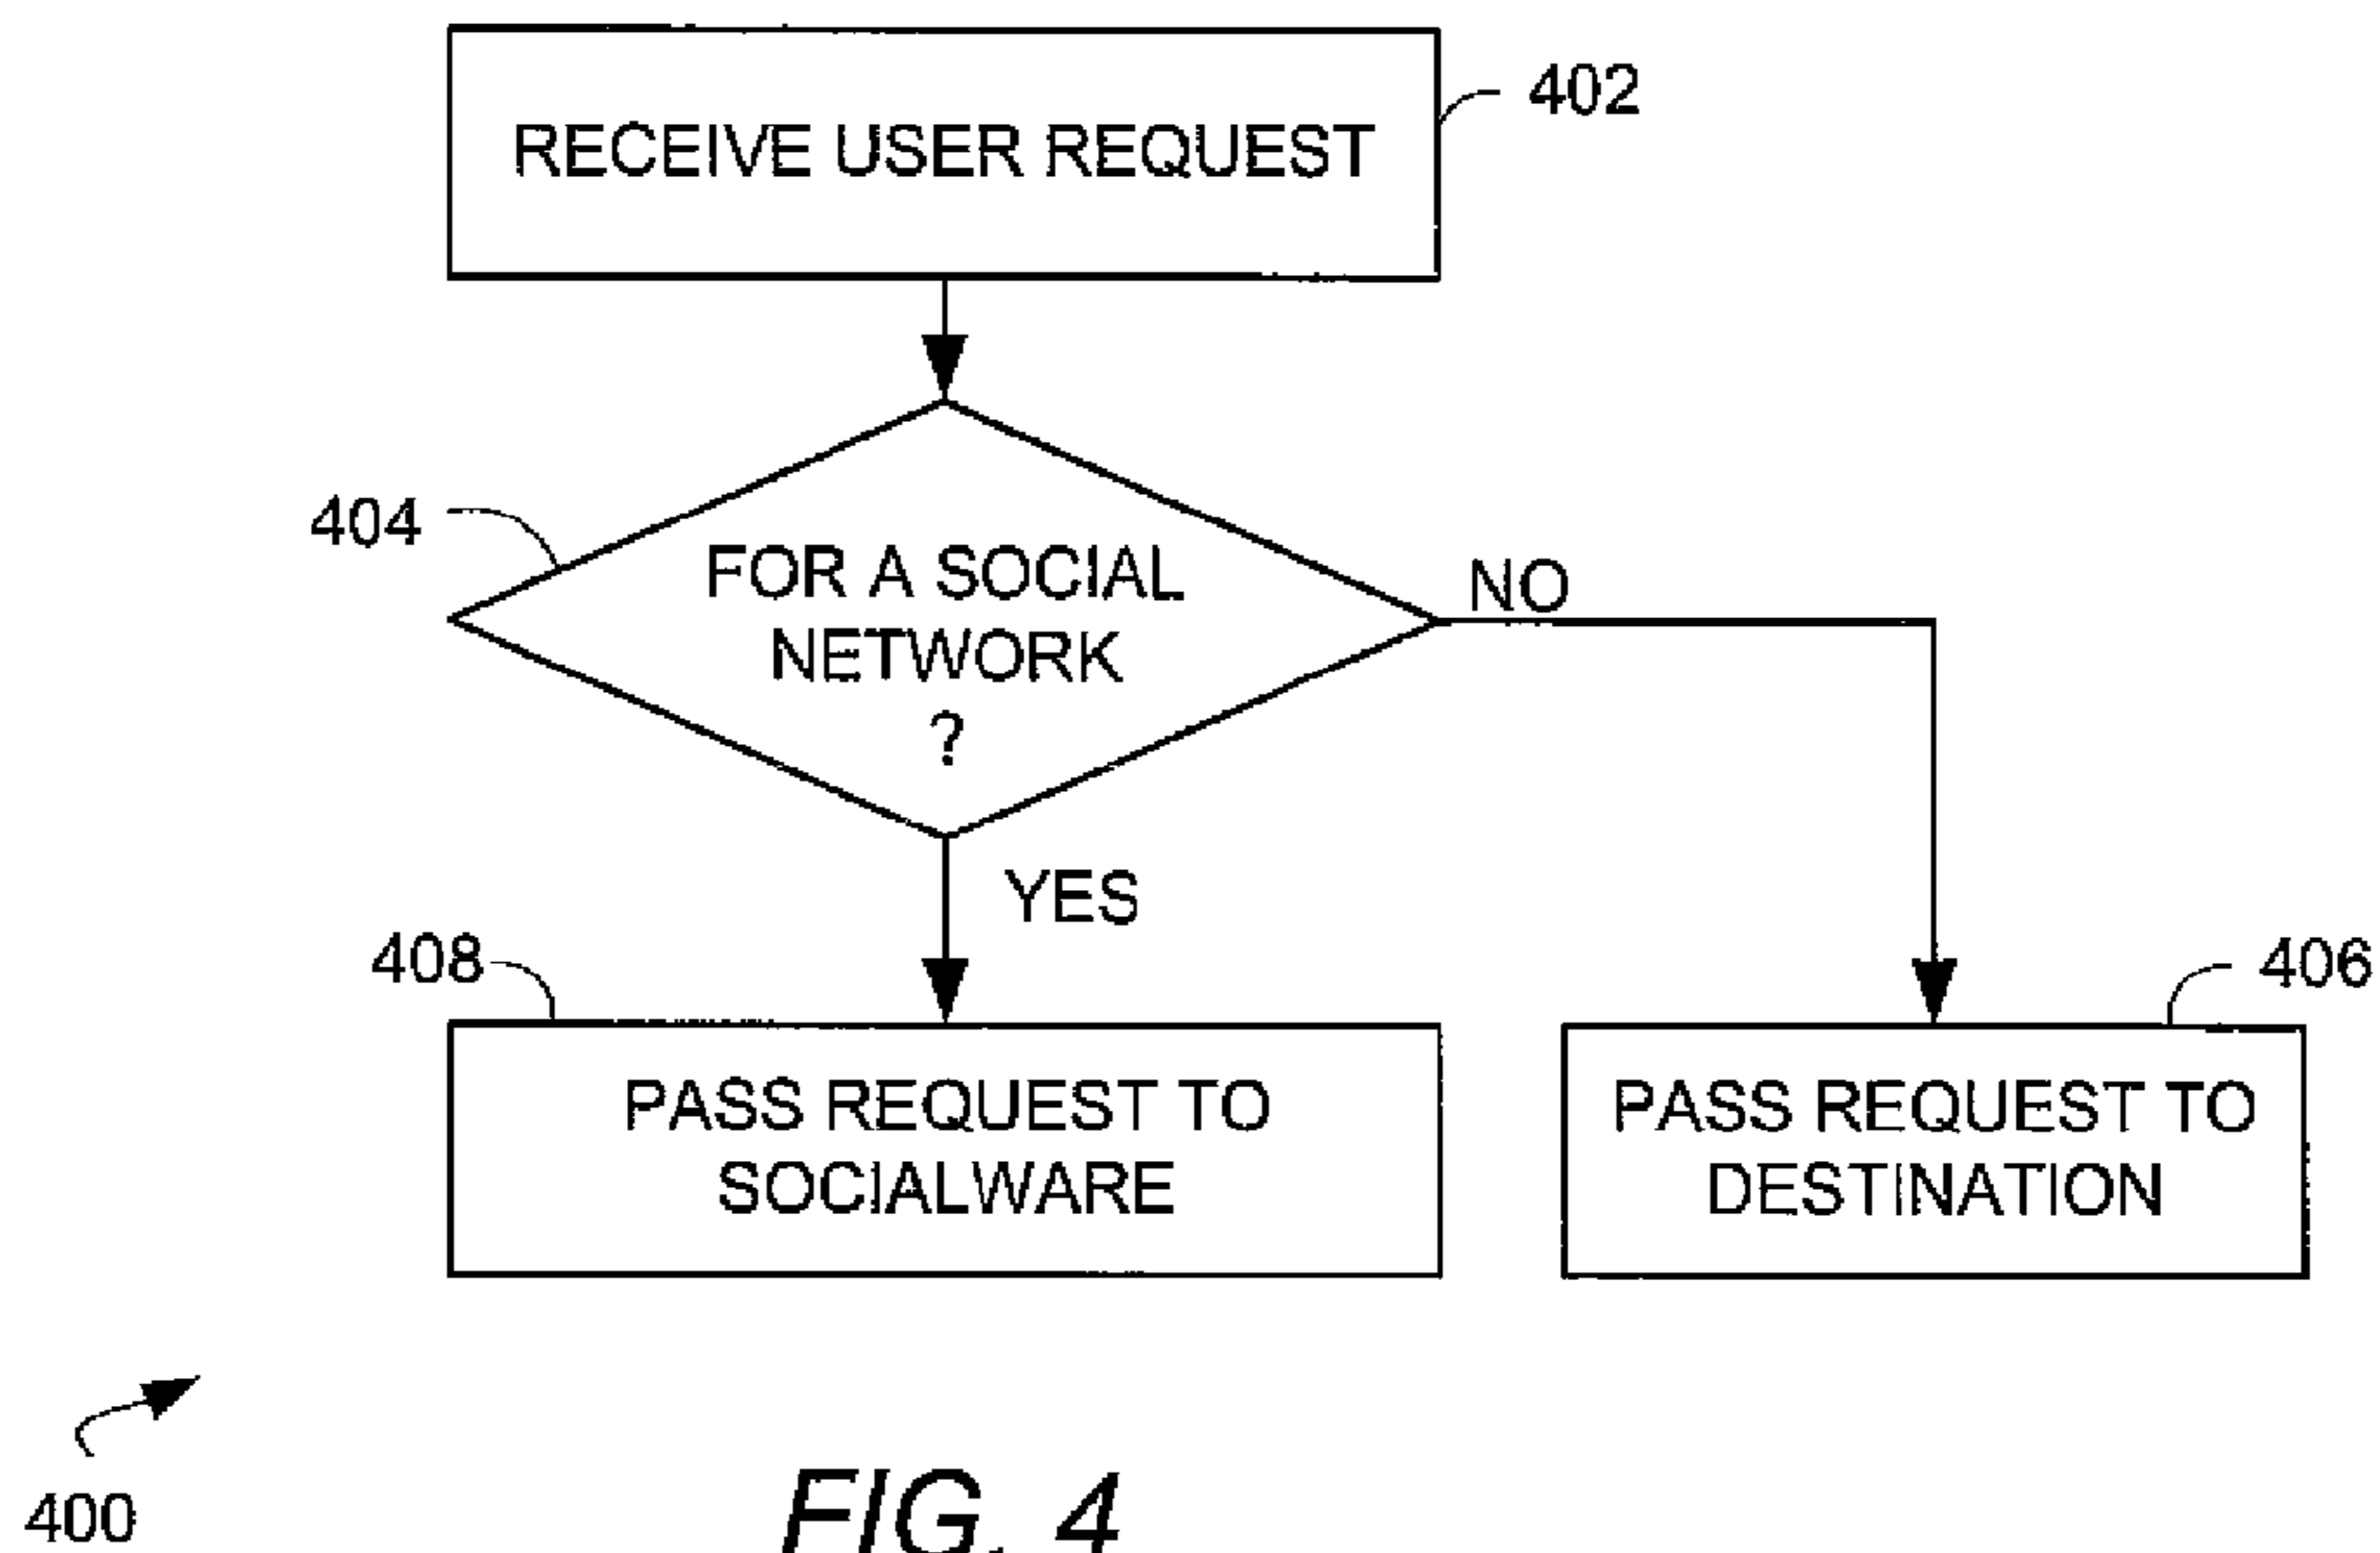 RECEIVE USER REQUEST
402
404
FOR A SOCIAL
NETWORK
?
NO
YES
408
406
PASS REQUEST TO
SOCIALWARE
PASS REQUEST TO
DESTINATION
400
FIG. 4